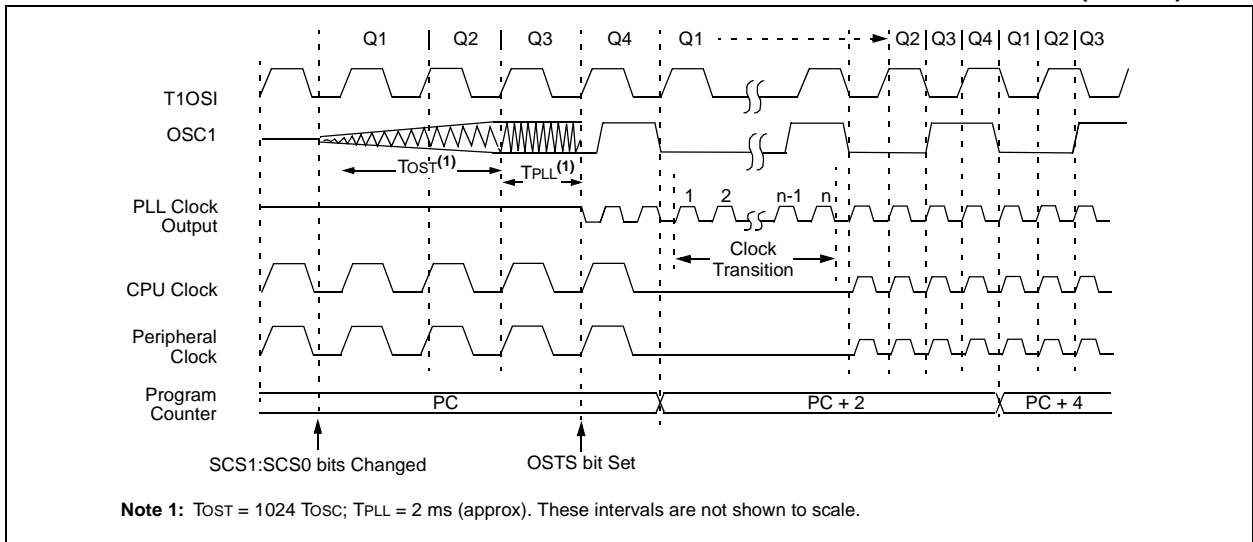 Q1 Q2 Q3 Q4 Q1 Q2 Q3 Q4 Q1 Q2 Q3
T1OSI
OSC1
TOST(1) TPLL(1)
1 2 n-1 n
PLL Clock
Output
Clock
Transition
CPU Clock
Peripheral
Clock
Program
Counter
PC PC + 2 PC + 4
SCS1:SCS0 bits Changed OSTS bit Set
Note 1: TOST = 1024 TOSC; TPLL = 2 ms (approx). These intervals are not shown to scale.